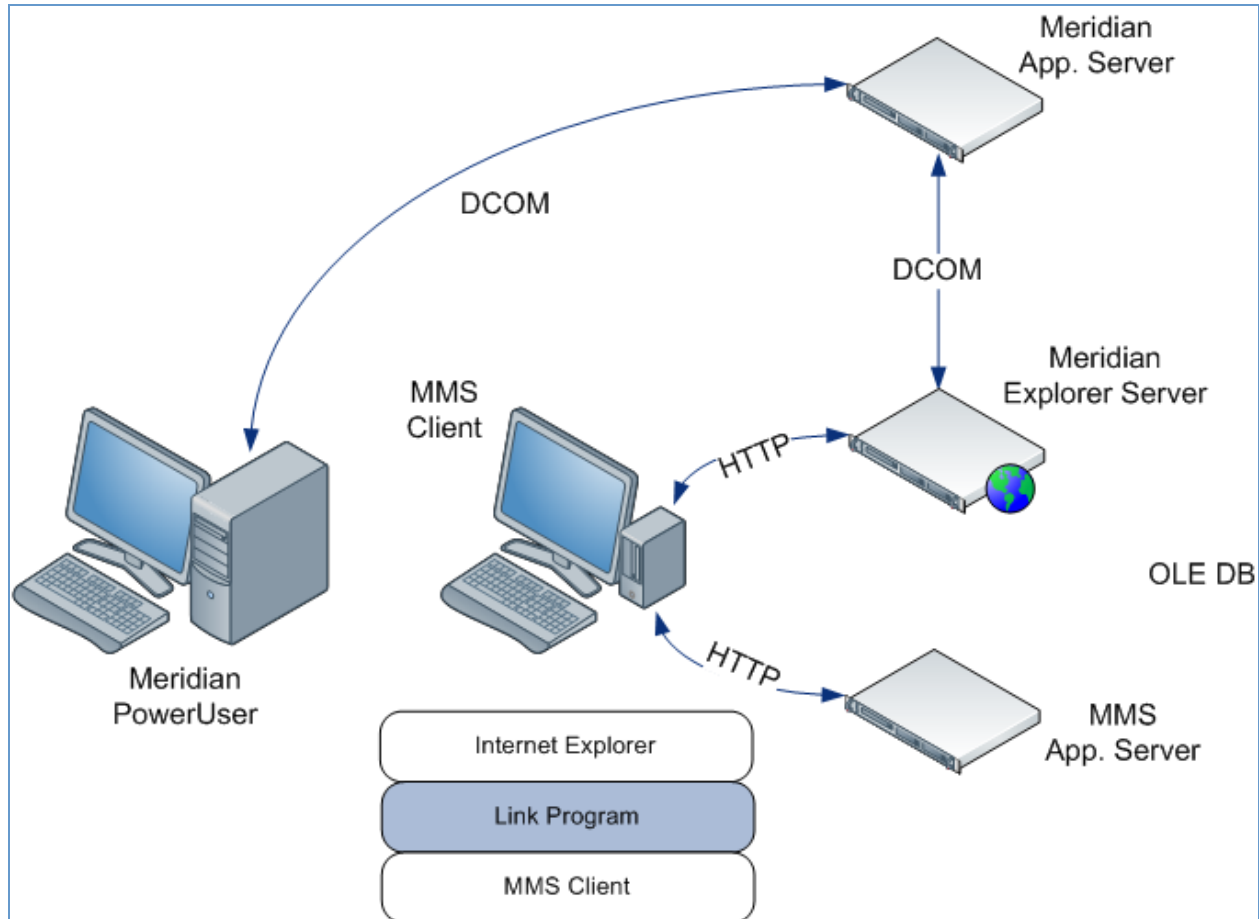 Meridian
App. Server
DCOM
DCOM
Meridian
Explorer Server
MMS
Client
HTTP
OLE DB
HTTP
Meridian
PowerUser
MMS
App. Server
Internet Explorer
Link Program
MMS Client